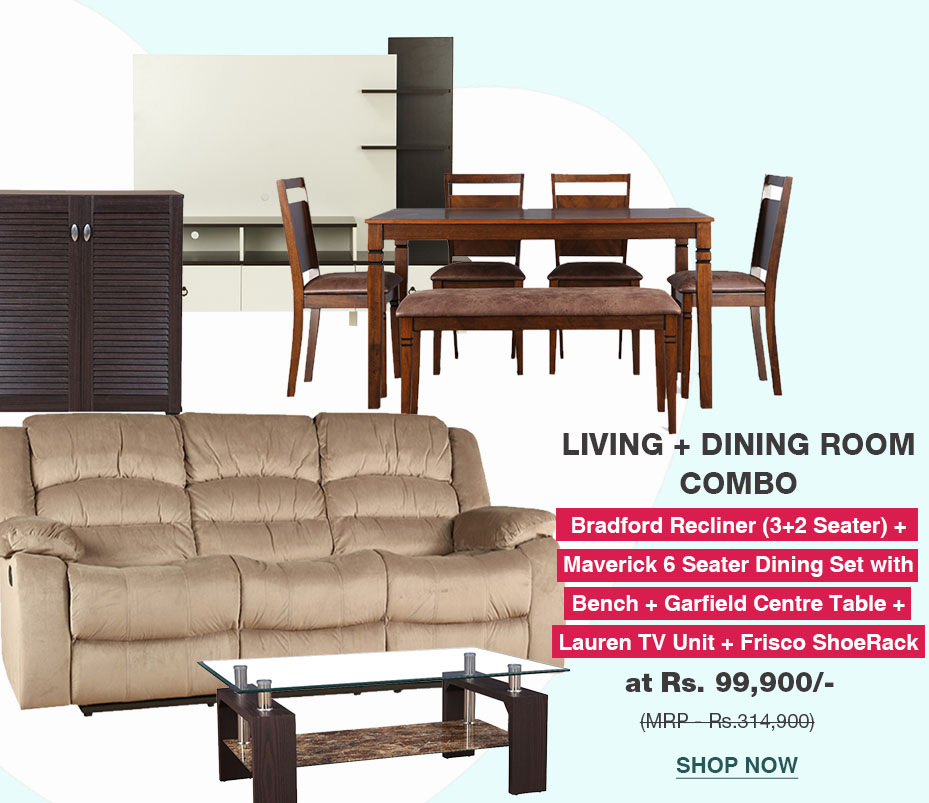 LIVING + DINING ROOM
COMBO
Bradford Recliner (3+2 Seater) +
Maverick 6 Seater Dining Set with
Bench + Garfield Centre Table +
Lauren TV Unit + Frisco ShoeRack
at Rs. 99,900/-
(MRP - Rs.314,900)
SHOP NOW